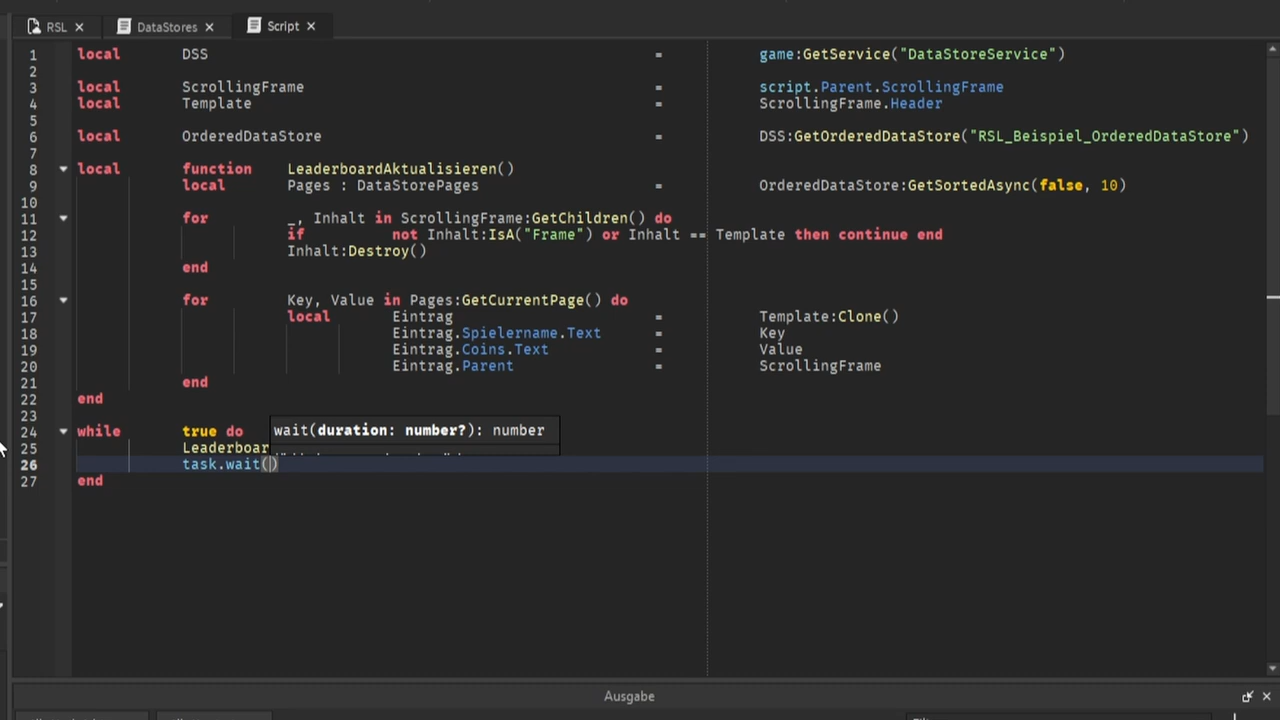 RSL DataStores Script
1 local DSS = game:GetService("DataStoreService")
2
3 local ScrollingFrame = script.Parent.ScrollingFrame
4 local Template = ScrollingFrame.Header
5
6 local OrderedDataStore = DSS:GetOrderedDataStore("RSL_Beispiel_OrderedDataStore")
7
8 local function LeaderboardAktualisieren()
9 local Pages : DataStorePages = OrderedDataStore:GetSortedAsync(false, 10)
10
11 for _, Inhalt in ScrollingFrame:GetChildren() do
12 if not Inhalt:IsA("Frame") or Inhalt == Template then continue end
13 Inhalt:Destroy()
14 end
15
16 for Key, Value in Pages:GetCurrentPage() do
17 local Eintrag = Template:Clone()
18 Eintrag.Spielername.Text = Key
19 Eintrag.Coins.Text = Value
20 Eintrag.Parent = ScrollingFrame
21 end
22 end
23
24 while true do wait(duration: number?): number
25 Leaderboar
26 task.wait()
27 end
Ausgabe